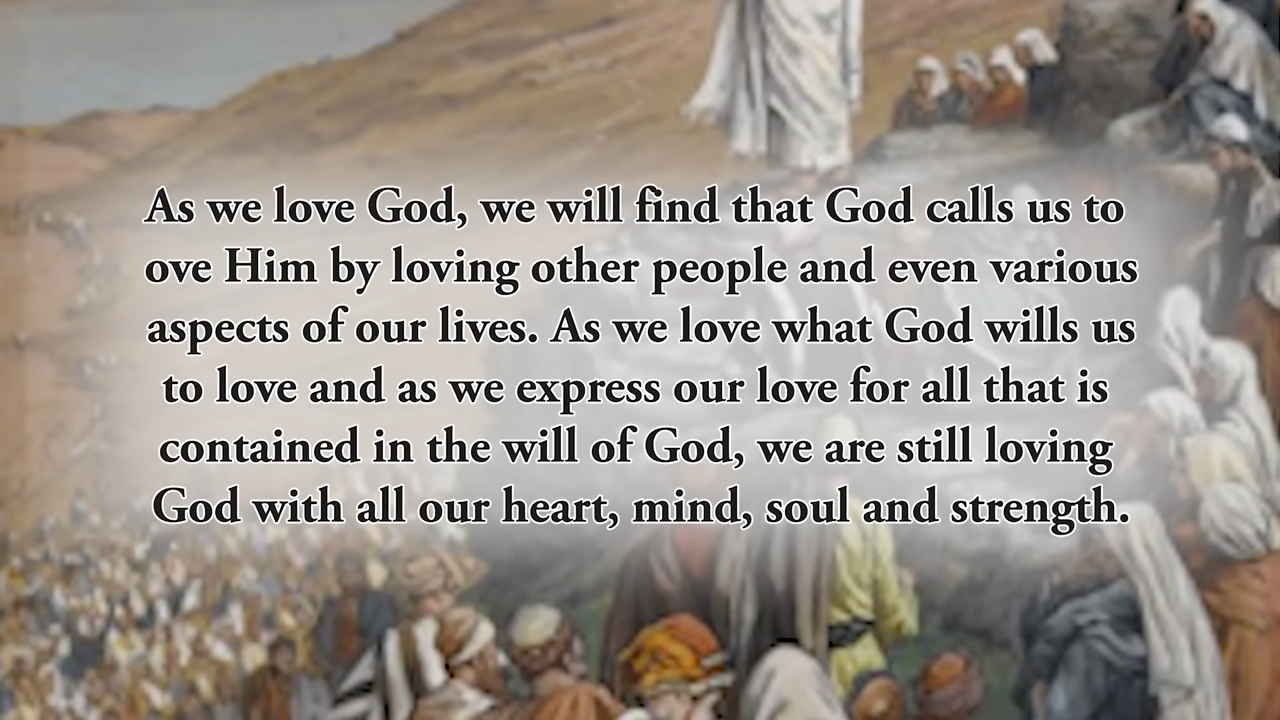 As we love God, we will find that God calls us to
ove Him by loving other people and even various
aspects of our lives. As we love what God wills us
to love and as we express our love for all that is
contained in the will of God, we are still loving
God with all our heart, mind, soul and strength.